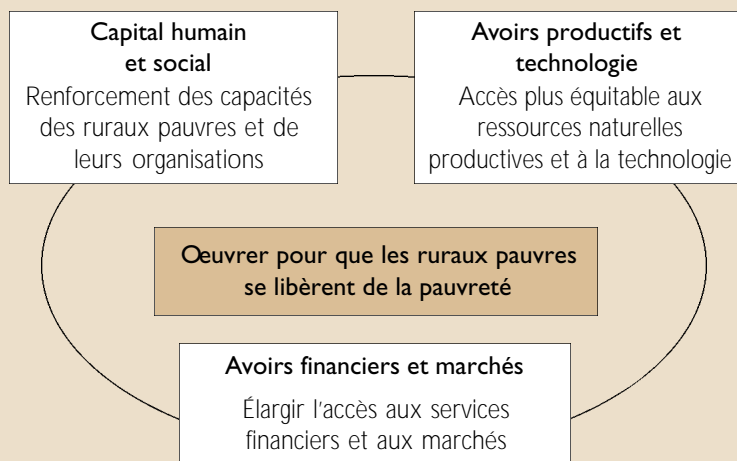 Capital humain
et social
Renforcement des capacités
des ruraux pauvres et de
leurs organisations
Avoirs productifs et
technologie
Accès plus équitable aux
ressources naturelles
productives et à la technologie
Œuvrer pour que les ruraux pauvres
se libèrent de la pauvreté
Avoirs financiers et marchés
Élargir l'accès aux services
financiers et aux marchés